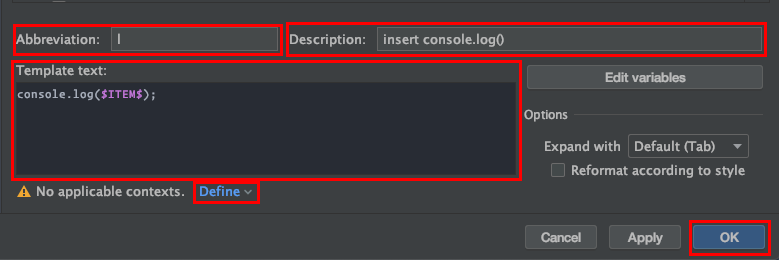 Abbreviation: l Description: insert console.log()
Template text:
Edit variables
console.log($ITEM$);
Options
Expand with Default (Tab)
Reformat according to style
No applicable contexts. Define
Cancel Apply OK